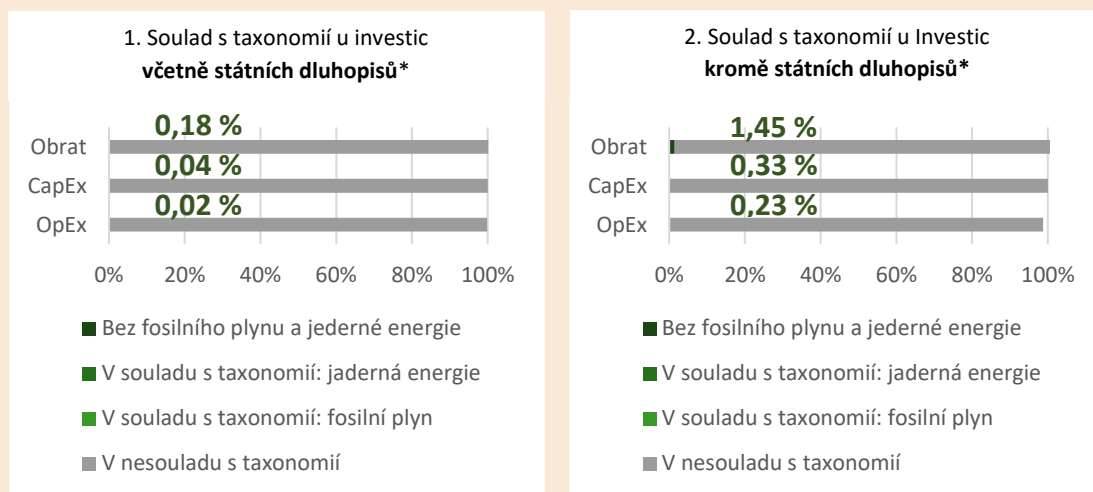 1. Soulad s taxonomií u investic
včetně státních dluhopisů*
0,18 %
Obrat
0,04 %
CapEx
0,02 %
OpEx
0% 20% 40% 60% 80% 100%
Bez fosilního plynu a jederné energie
V souladu s taxonomií: jaderná energie
V souladu s taxonomií: fosilní plyn
V nesouladu s taxonomií
2. Soulad s taxonomií u Investic
kromě státních dluhopisů*
1,45 %
Obrat
0,33 %
CapEx
0,23 %
OpEx
0% 20% 40% 60% 80% 100%
Bez fosilního plynu a jederné energie
V souladu s taxonomií: jaderná energie
V souladu s taxonomií: fosilní plyn
V nesouladu s taxonomií